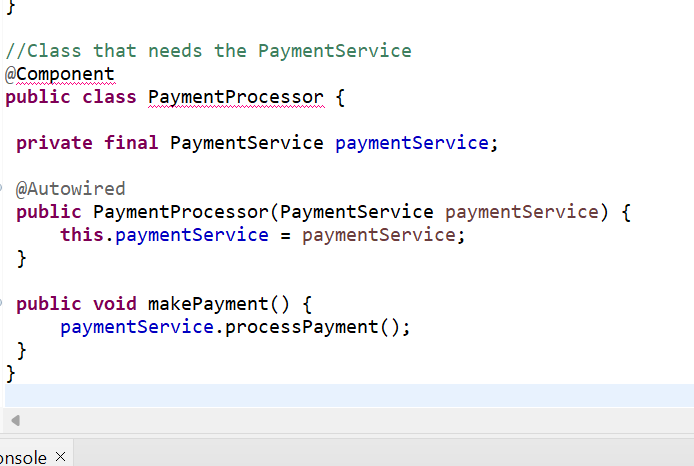 }
//Class that needs the PaymentService
@Component
public class PaymentProcessor {
private final PaymentService paymentService;
@Autowired
public PaymentProcessor(PaymentService paymentService) {
this.paymentService = paymentService;
}
public void makePayment() {
paymentService.processPayment();
}
}
onsole ×